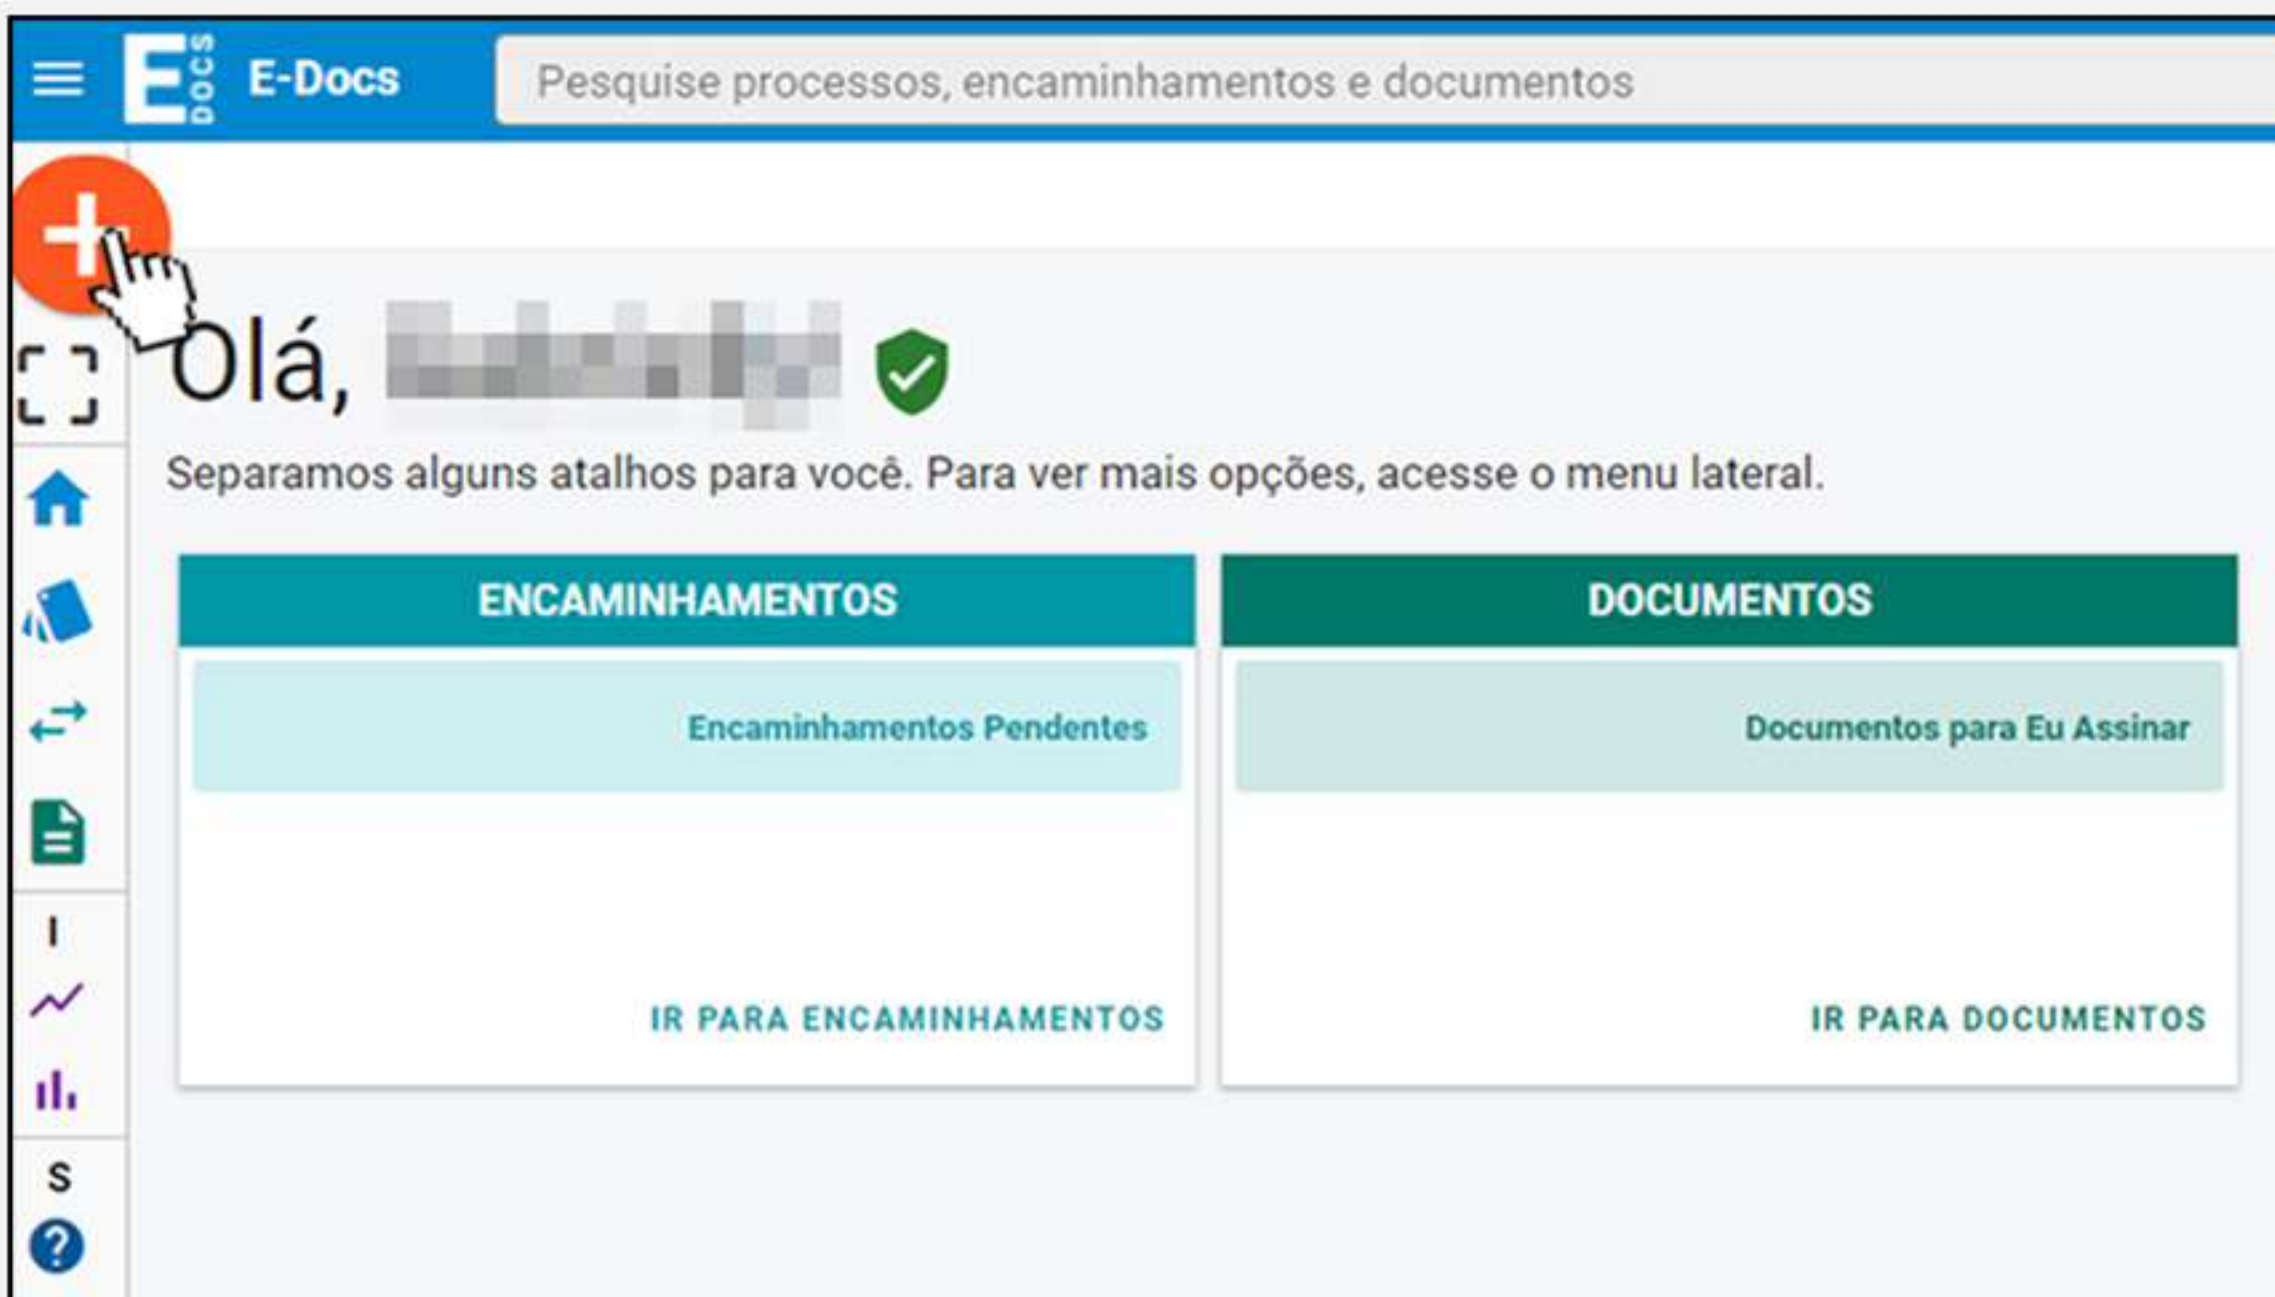 E DOCS E-Docs Pesquise processos, encaminhamentos e documentos
Olá,
Separamos alguns atalhos para você. Para ver mais opções, acesse o menu lateral.
ENCAMINHAMENTOS
Encaminhamentos Pendentes
IR PARA ENCAMINHAMENTOS
DOCUMENTOS
Documentos para Eu Assinar
IR PARA DOCUMENTOS
I
S
?